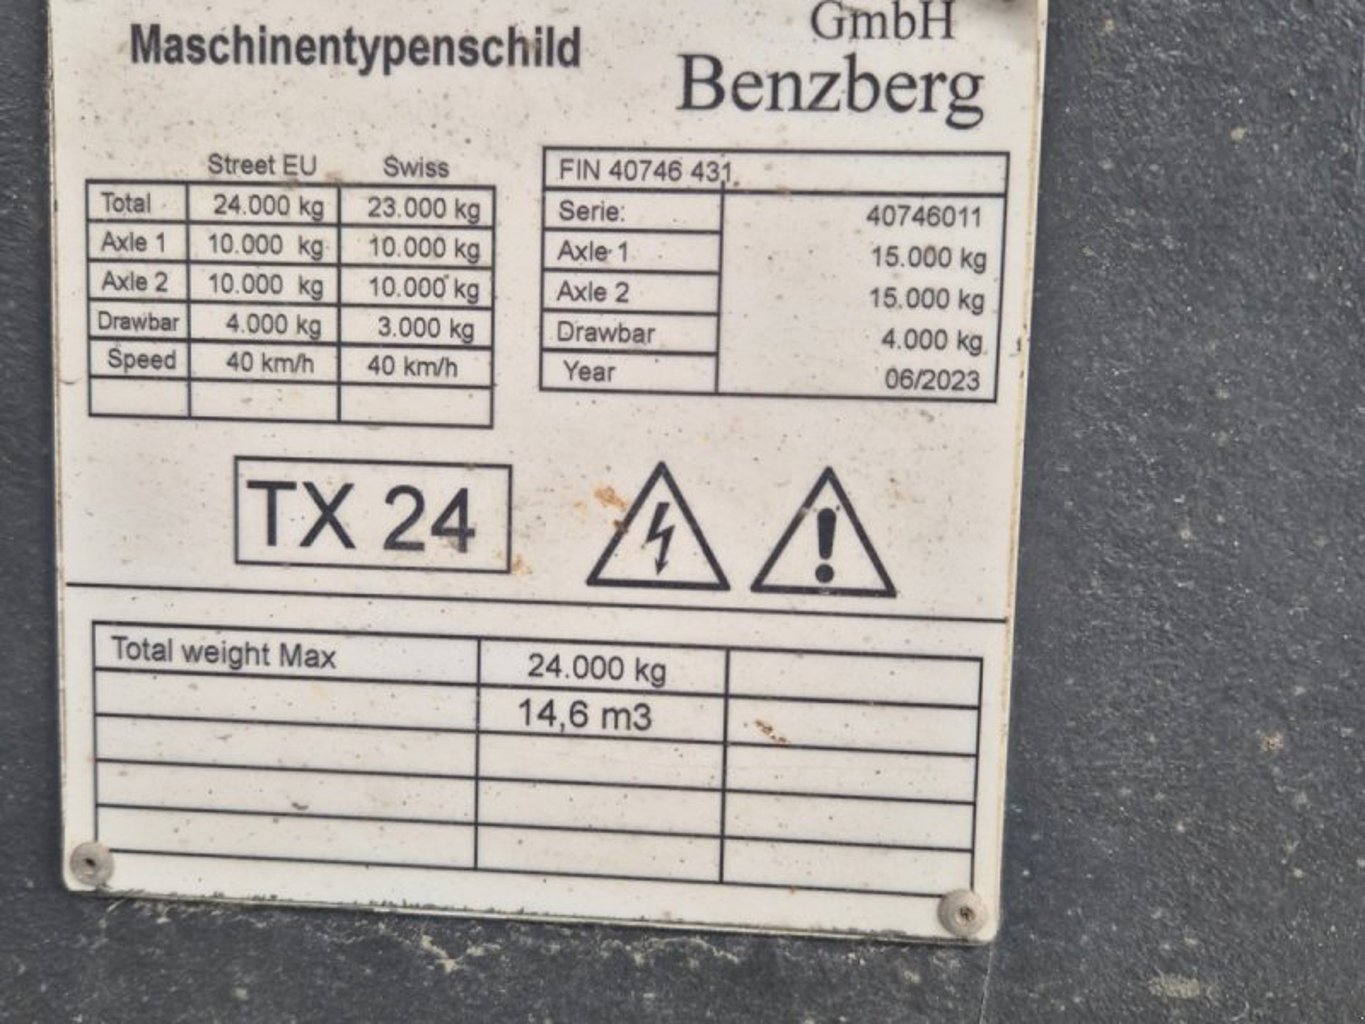 Maschinentypenschild
GmbH
Benzberg
Street EU Swiss
Total 24.000 kg 23.000 kg
Axle 1 10.000 kg 10.000 kg
Axle 2 10.000 kg 10.000 kg
Drawbar 4.000 kg 3.000 kg
Speed 40 km/h 40 km/h
FIN 40746 431
Serie: 40746011
Axle 1 15.000 kg
Axle 2 15.000 kg
Drawbar 4.000 kg
Year 06/2023
TX 24
Total weight Max 24.000 kg
14,6 m3